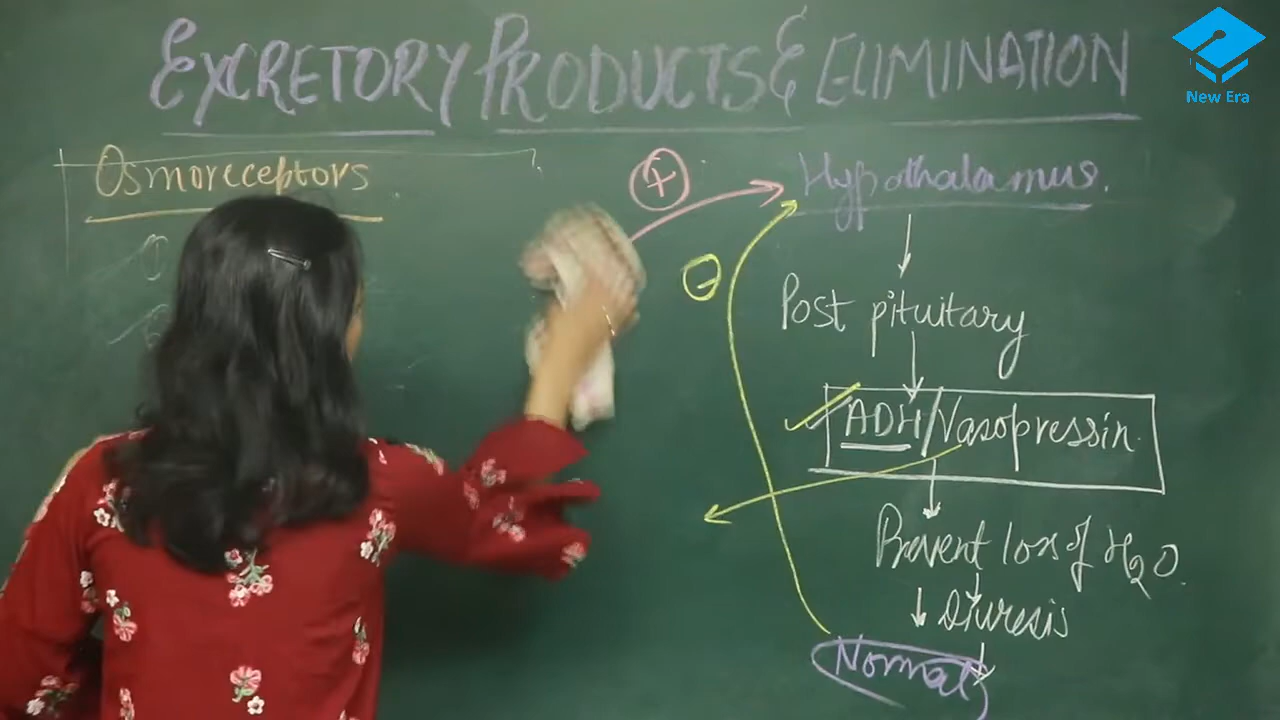 EXCRETORY PRODUCTS & ELIMINATION
New Era
Osmoreceptors
+
Hypothalamus.
-
Post pituitary
ADH/Vasopressin
Prevent loss of H2O.
↓ Diuresis
Normal